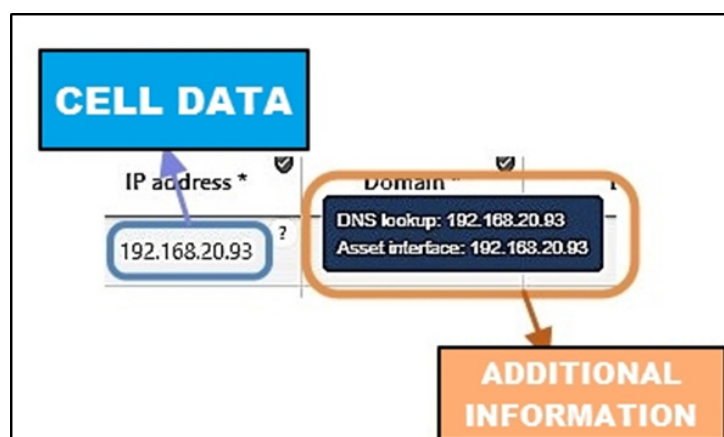 CELL DATA
IP address *
Domain *
192.168.20.93
?
DNS lookup: 192.168.20.93
Asset interface: 192.168.20.93
ADDITIONAL
INFORMATION